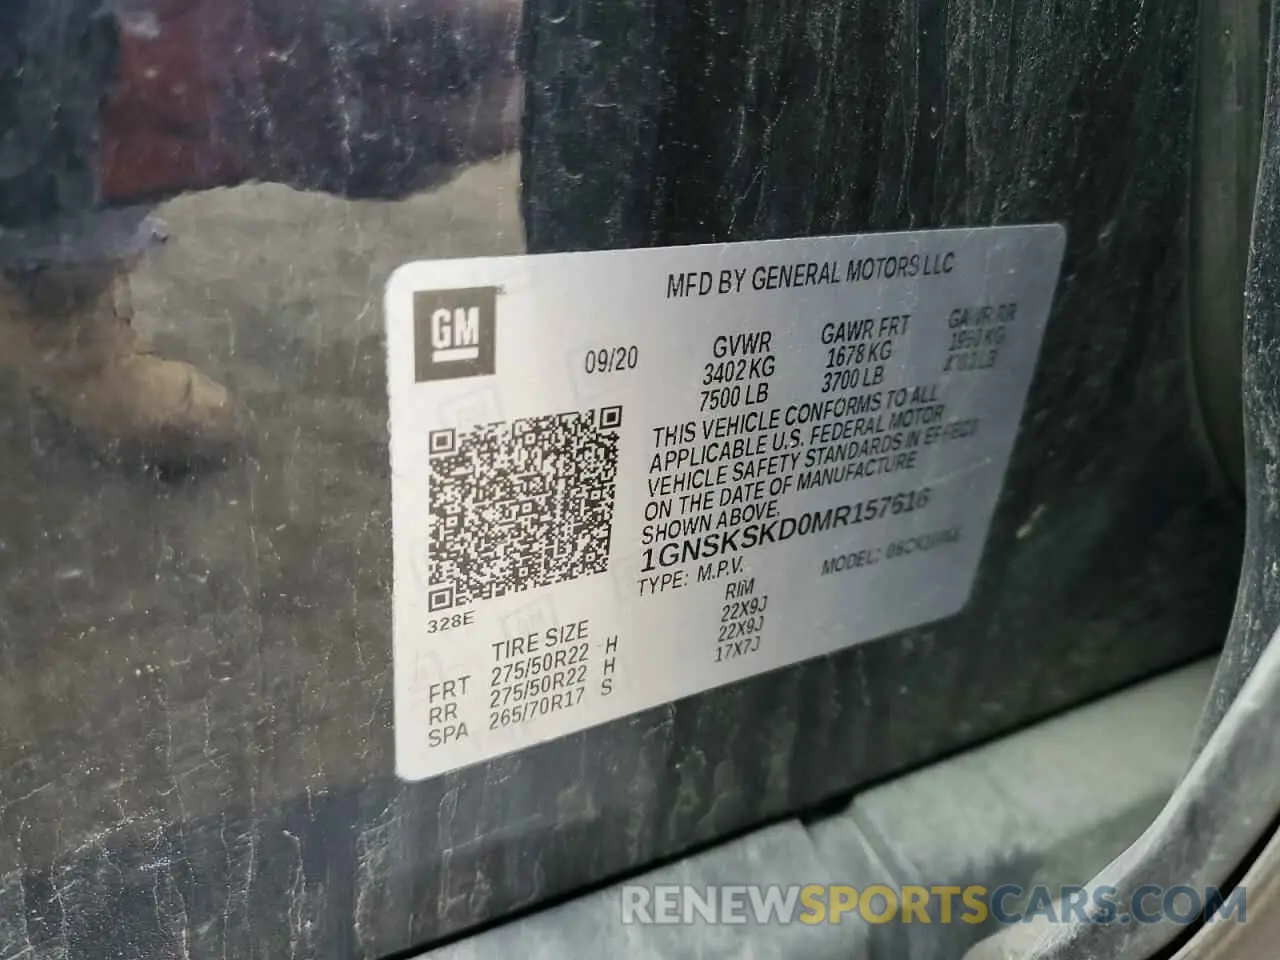 MFD BY GENERAL MOTORS LLC
GM
09/20
GVWR GAWR FRT GAWR RR
3402 KG 1678 KG
7500 LB 3700 LB
THIS VEHICLE CONFORMS TO ALL
APPLICABLE U.S. FEDERAL MOTOR
VEHICLE SAFETY STANDARDS IN EFFECT
ON THE DATE OF MANUFACTURE
SHOWN ABOVE.
1GNSKSKD0MR157616
TYPE: M.P.V. MODEL:
328E
TIRE SIZE RIM
FRT 275/50R22 H 22X9J
RR 275/50R22 H 22X9J
SPA 265/70R17 S 17X7J
RENEWSPORTSCARS.COM